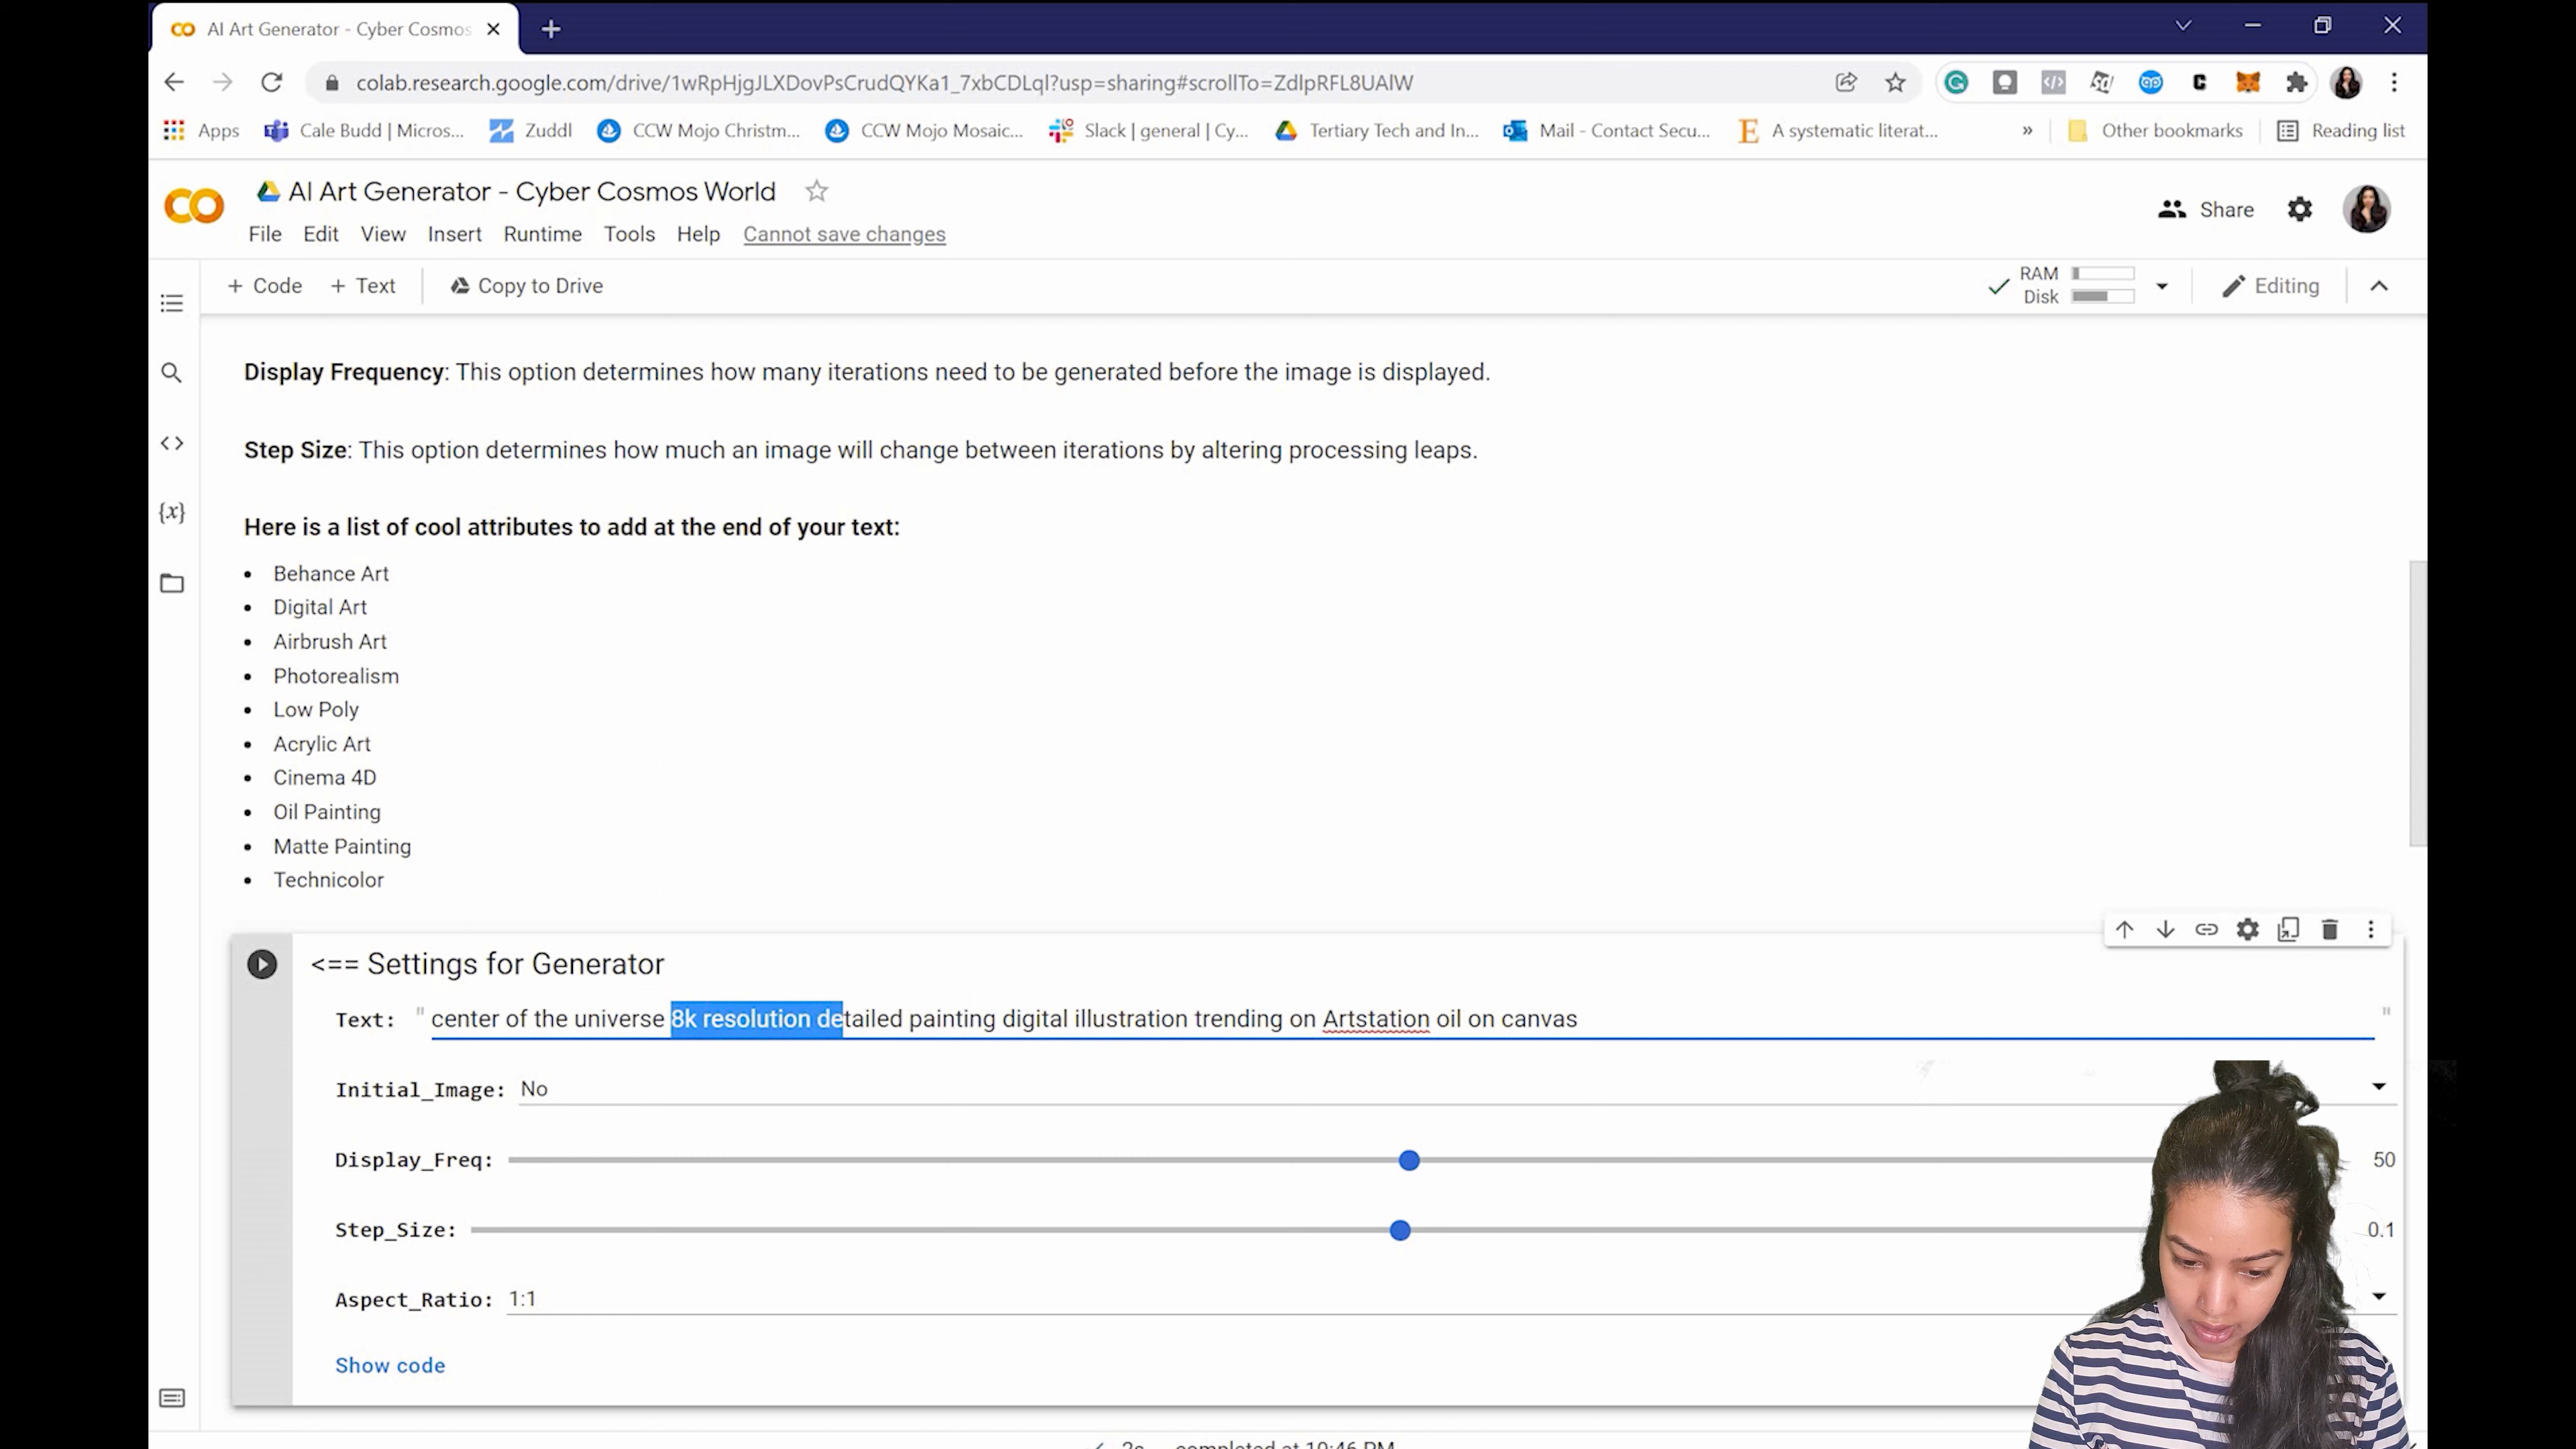 AI Art Generator - Cyber Cosmos
colab.research.google.com/drive/1wRpHjgJLXDovPsCrudQYKa1_7xbCDLql?usp=sharing#scrollTo=ZdlpRFL8UAlW
Apps Cale Budd | Micros... Zuddl CCW Mojo Christm... CCW Mojo Mosaic... Slack | general | Cy... Tertiary Tech and In... Mail - Contact Secu... A systematic literat... » Other bookmarks Reading list
AI Art Generator - Cyber Cosmos World
Share
File Edit View Insert Runtime Tools Help Cannot save changes
+ Code + Text Copy to Drive
RAM
Disk
Editing
Display Frequency: This option determines how many iterations need to be generated before the image is displayed.
Step Size: This option determines how much an image will change between iterations by altering processing leaps.
Here is a list of cool attributes to add at the end of your text:
• Behance Art
• Digital Art
• Airbrush Art
• Photorealism
• Low Poly
• Acrylic Art
• Cinema 4D
• Oil Painting
• Matte Painting
• Technicolor
<== Settings for Generator
Text: " center of the universe 8k resolution detailed painting digital illustration trending on Artstation oil on canvas "
Initial_Image: No
Display_Freq: 50
Step_Size: 0.1
Aspect_Ratio: 1:1
Show code
completed at 10:46 PM